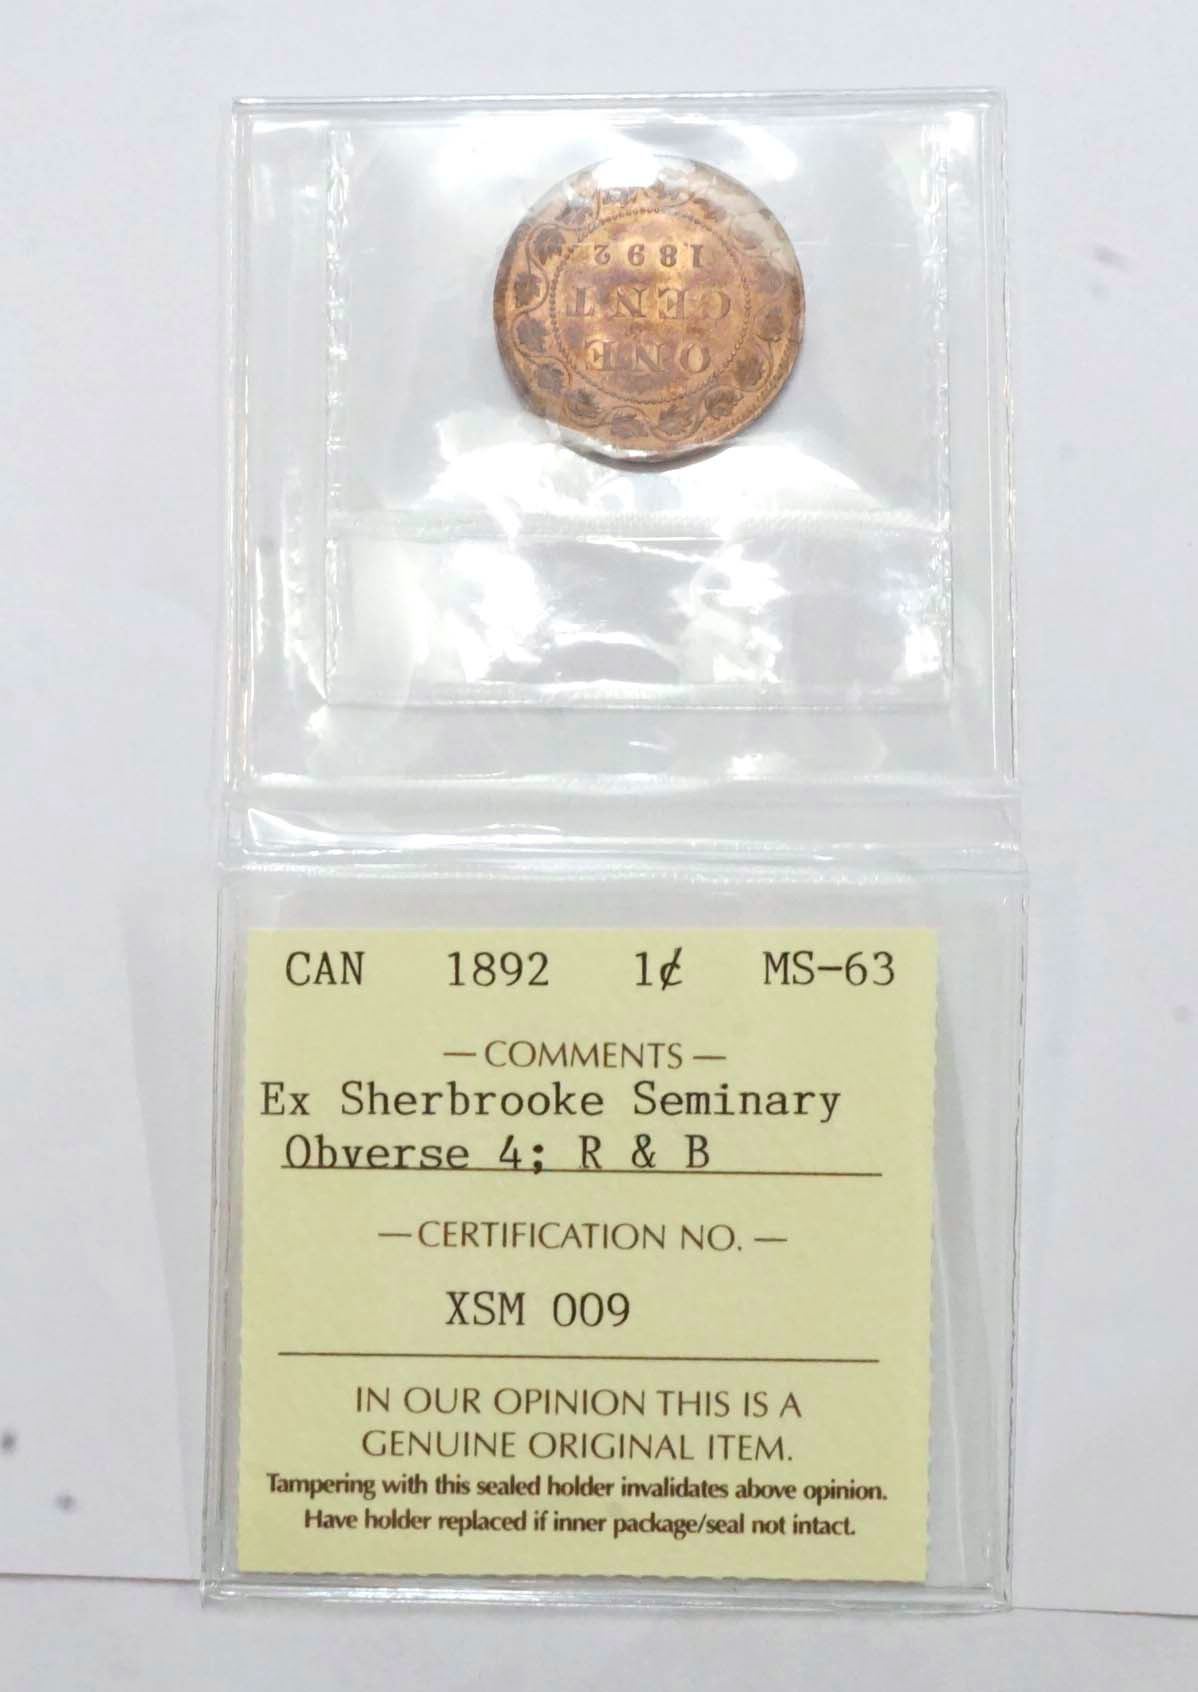 ONE
CENT
1892
CAN 1892 1¢ MS-63
— COMMENTS —
Ex Sherbrooke Seminary
Obverse 4; R & B
— CERTIFICATION NO. —
XSM 009
IN OUR OPINION THIS IS A
GENUINE ORIGINAL ITEM.
Tampering with this sealed holder invalidates above opinion.
Have holder replaced if inner package/seal not intact.